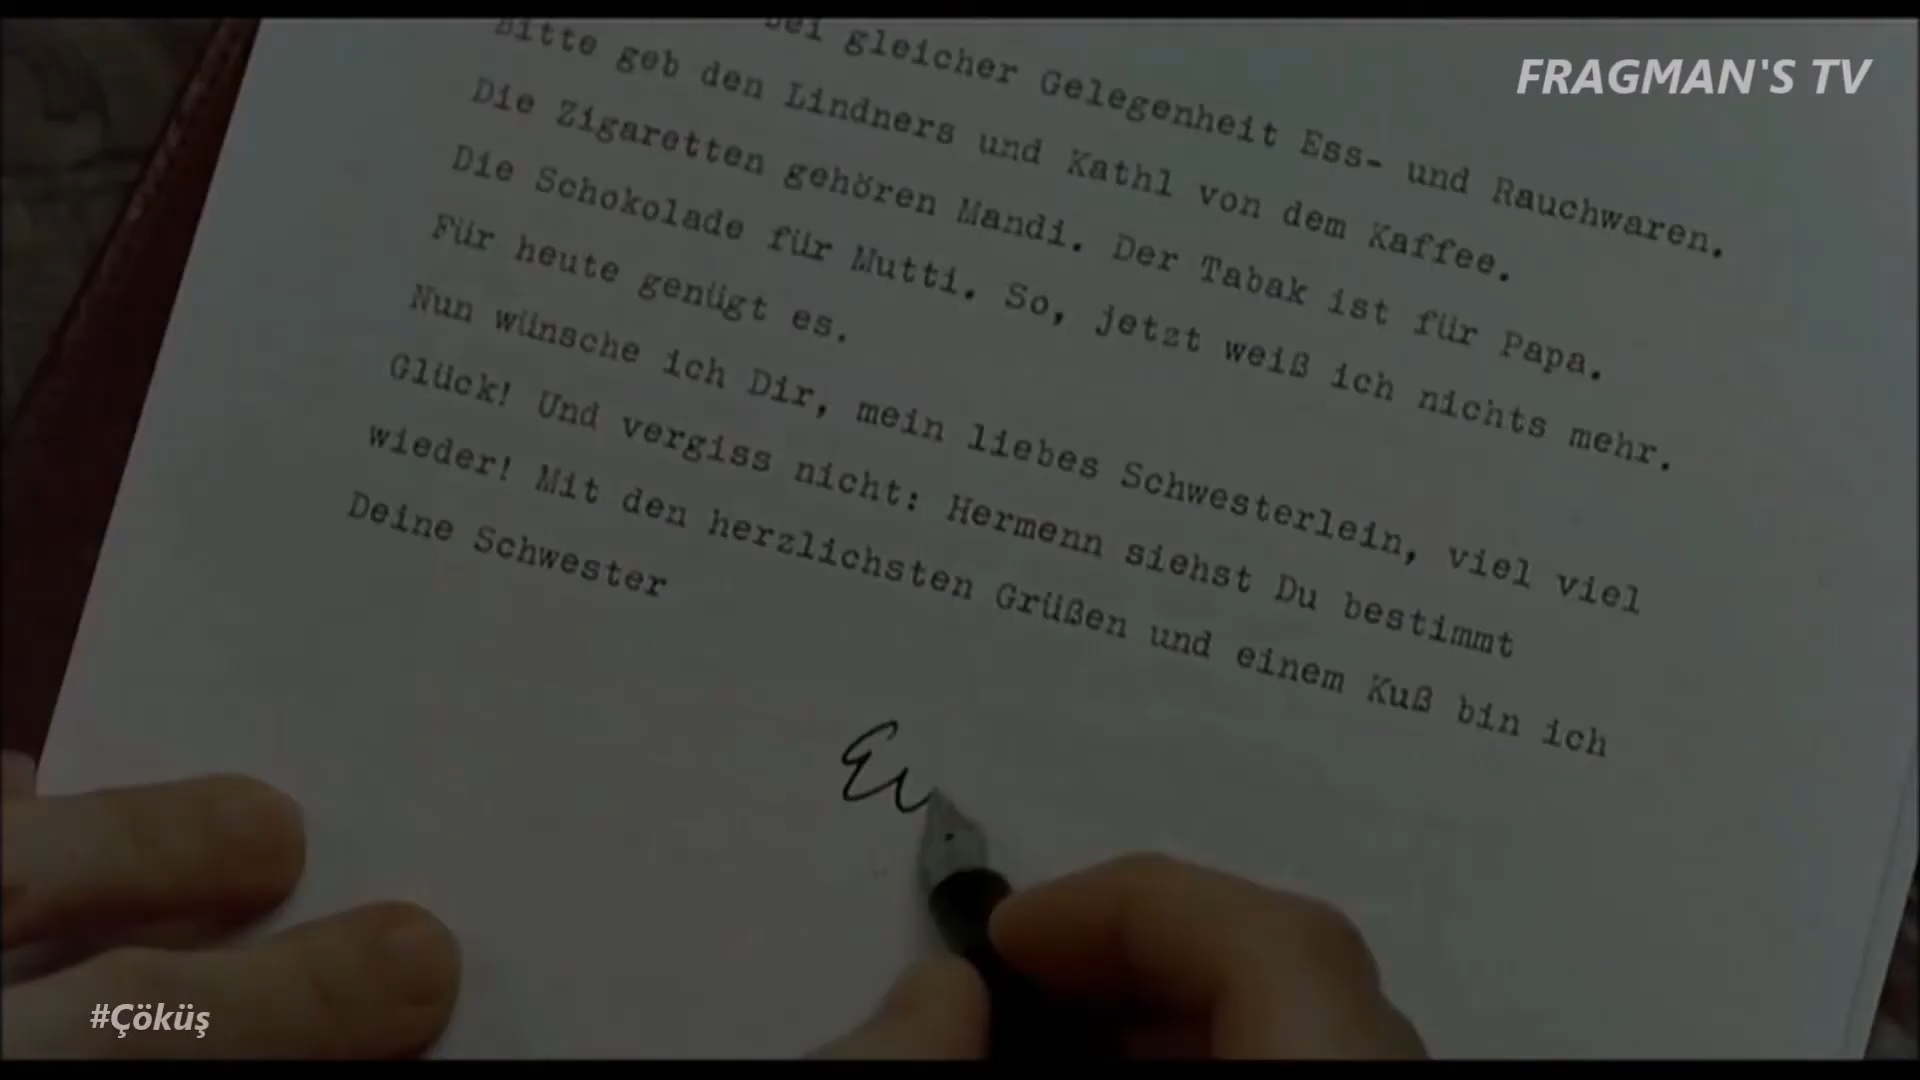 bei gleicher Gelegenheit Ess- und Rauchwaren.
Bitte geb den Lindners und Kathl von dem Kaffee.
Die Zigaretten gehören Mandi. Der Tabak ist für Papa.
Die Schokolade für Mutti. So, jetzt weiß ich nichts mehr.
Für heute genügt es.
Nun wünsche ich Dir, mein liebes Schwesterlein, viel viel
Glück! Und vergiss nicht: Hermenn siehst Du bestimmt
wieder! Mit den herzlichsten Grüßen und einem Kuß bin ich
Deine Schwester
Ev
FRAGMAN'S TV
#Çöküş